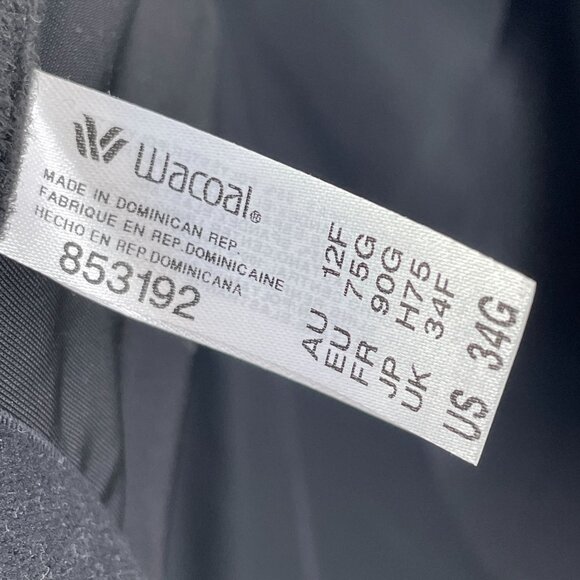 wacoal®
MADE IN DOMINICAN REP.
FABRIQUE EN REP. DOMINICAINE
HECHO EN REP. DOMINICANA
853192
AU 12F
EU 75G
FR 90G
JP H75
UK 34F
US 34G